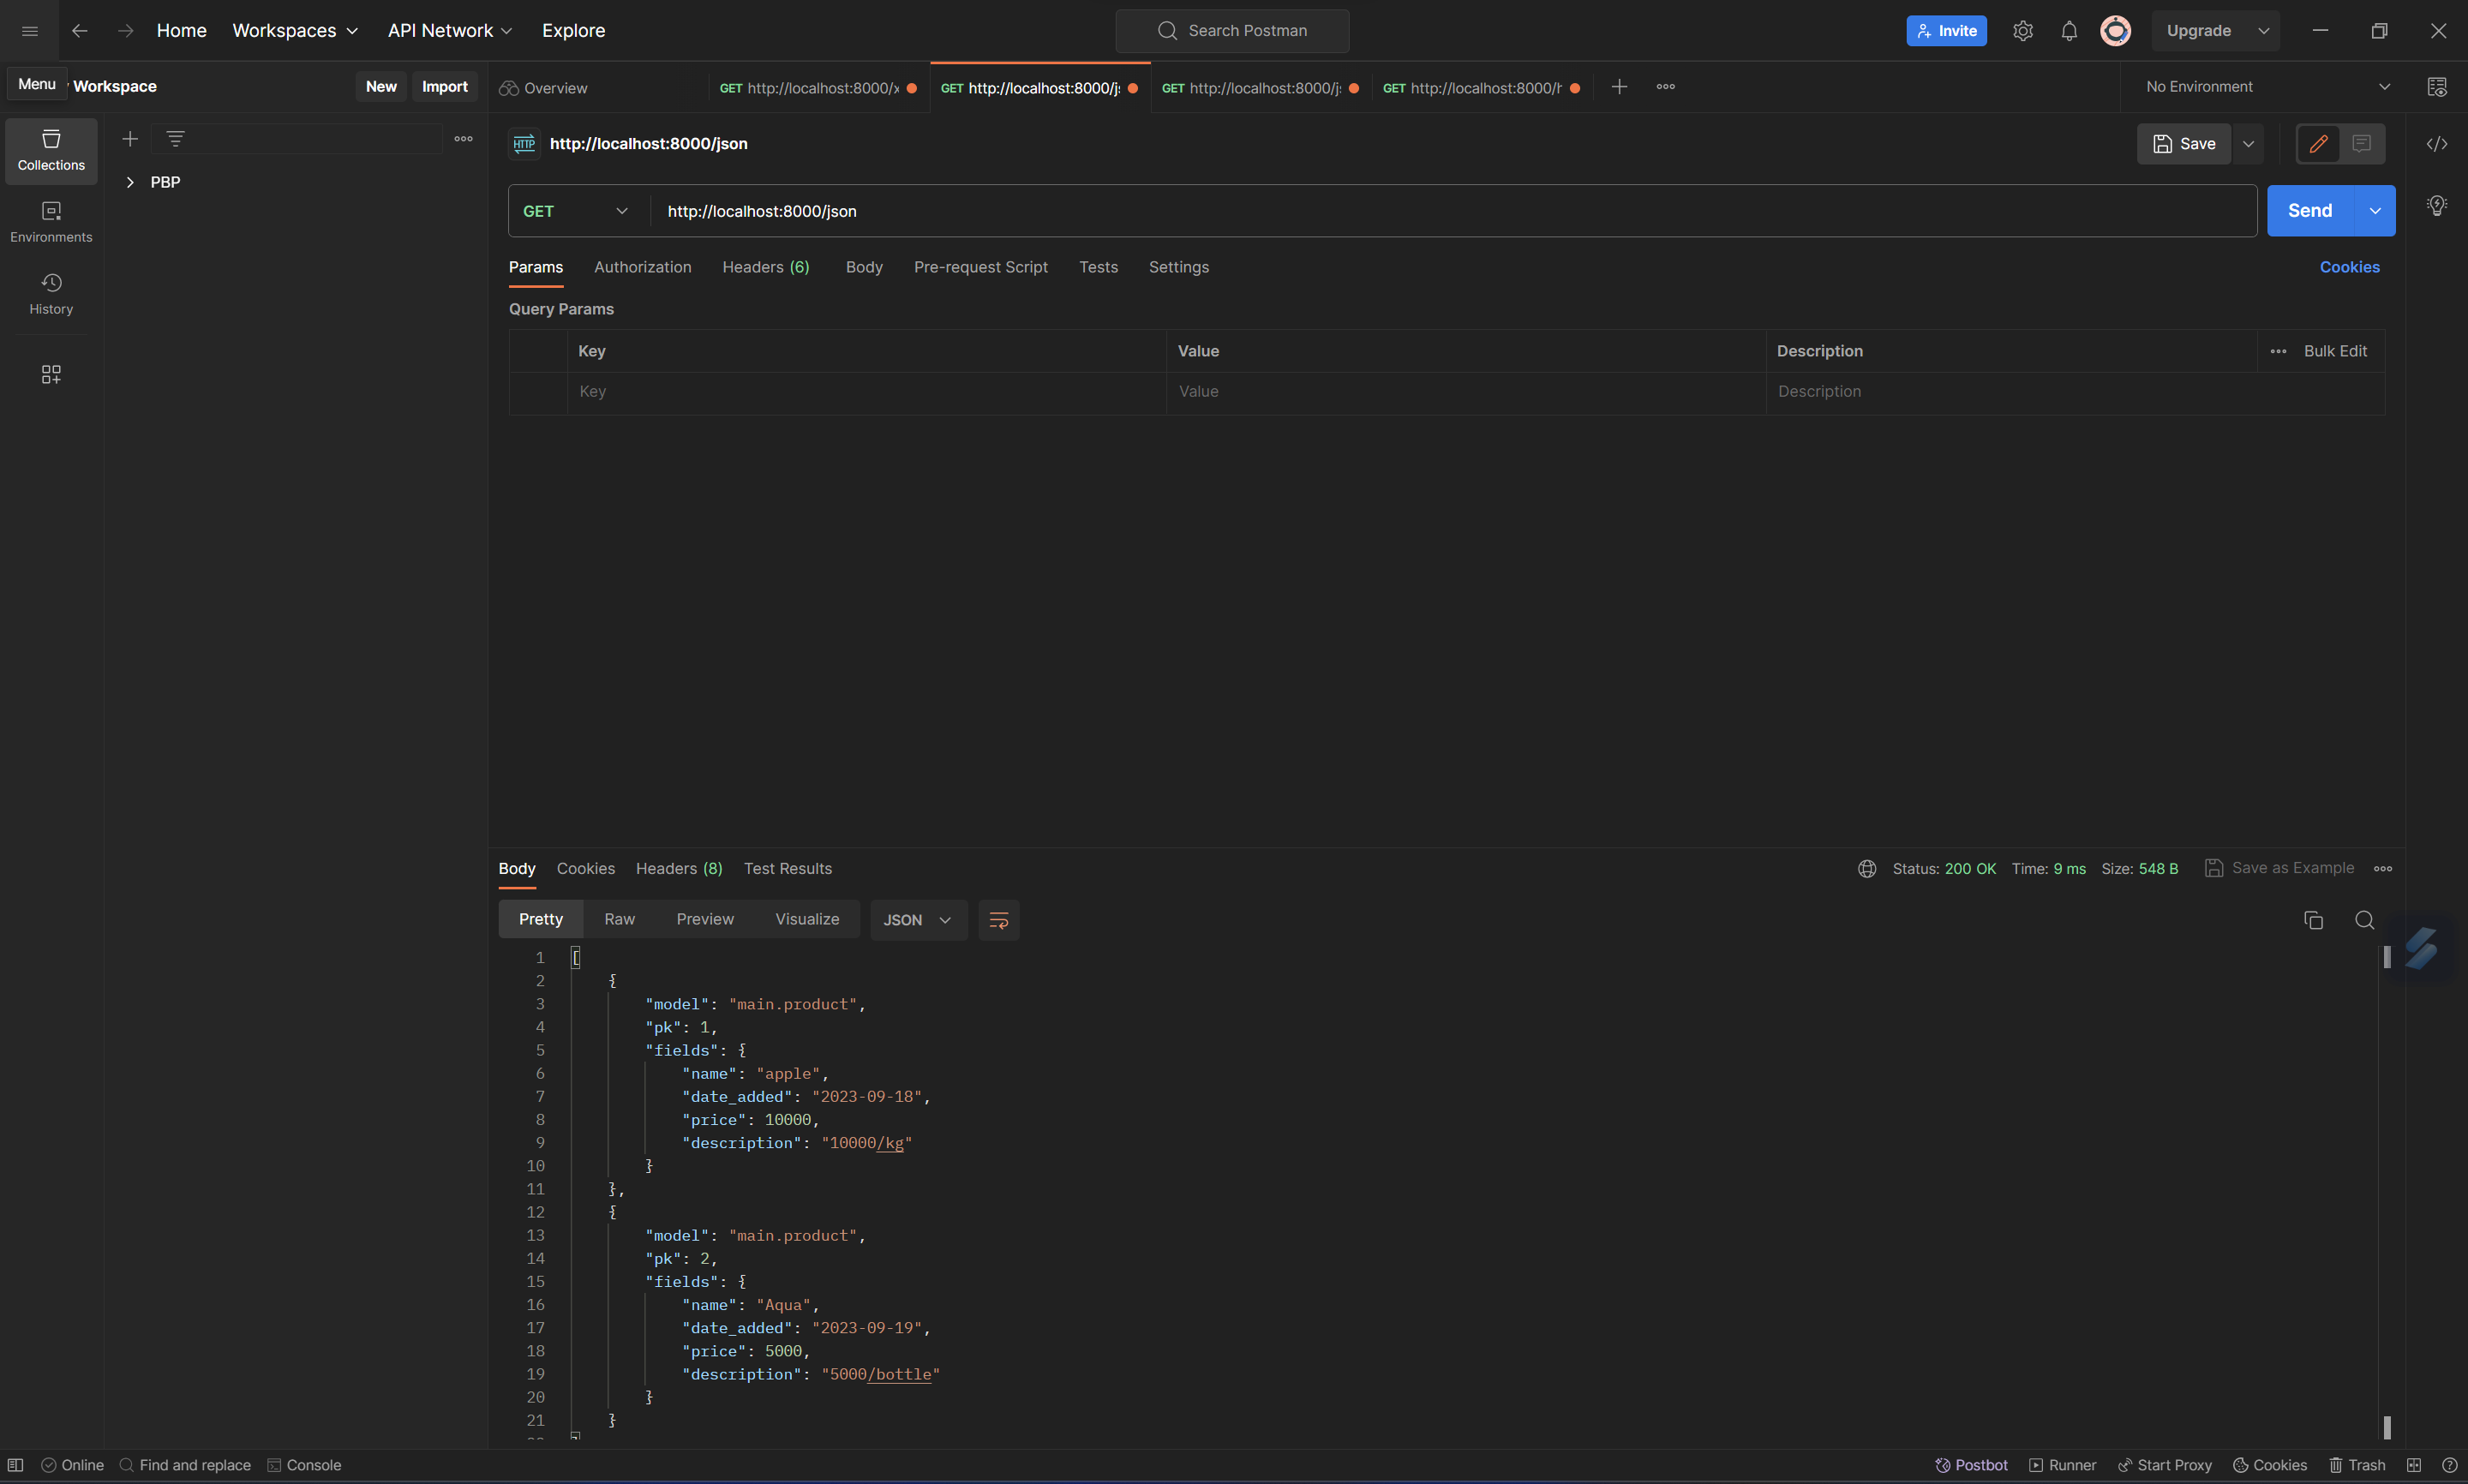 Home Workspaces API Network Explore Search Postman Invite Upgrade
Menu Workspace New Import Overview GET http://localhost:8000/x GET http://localhost:8000/j GET http://localhost:8000/j GET http://localhost:8000/ No Environment
Collections
PBP
Environments
History
HTTP http://localhost:8000/json Save
GET http://localhost:8000/json Send
Params Authorization Headers (6) Body Pre-request Script Tests Settings Cookies
Query Params
Key Value Description Bulk Edit
Key Value Description
Body Cookies Headers (8) Test Results Status: 200 OK Time: 9 ms Size: 548 B Save as Example
Pretty Raw Preview Visualize JSON
1 [
2 {
3 "model": "main.product",
4 "pk": 1,
5 "fields": {
6 "name": "apple",
7 "date_added": "2023-09-18",
8 "price": 10000,
9 "description": "10000/kg"
10 }
11 },
12 {
13 "model": "main.product",
14 "pk": 2,
15 "fields": {
16 "name": "Aqua",
17 "date_added": "2023-09-19",
18 "price": 5000,
19 "description": "5000/bottle"
20 }
21 }
Online Find and replace Console Postbot Runner Start Proxy Cookies Trash